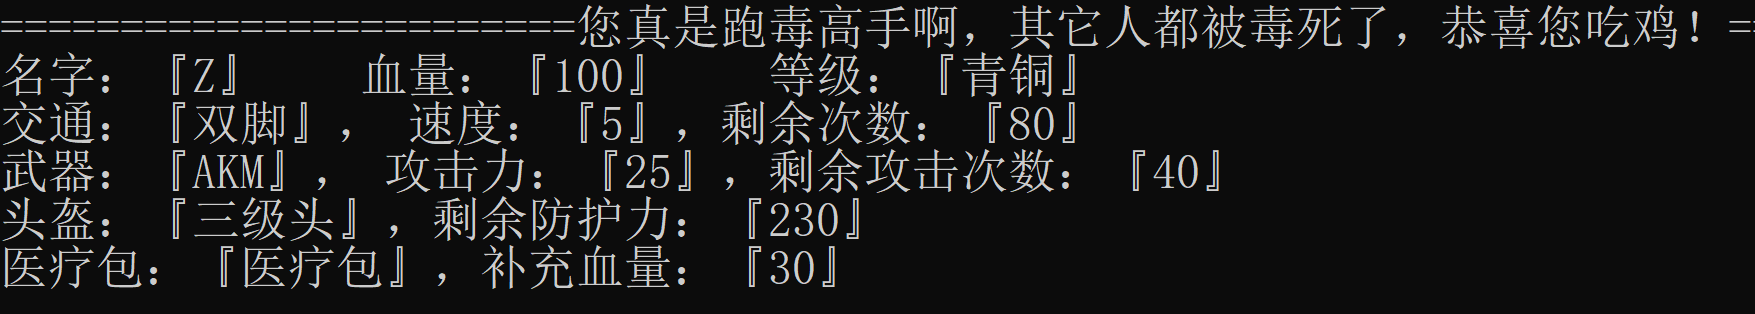 ========================您真是跑毒高手啊，其它人都被毒死了，恭喜您吃鸡！==
名字：『Z』 血量：『100』 等级：『青铜』
交通：『双脚』， 速度：『5』，剩余次数：『80』
武器：『AKM』， 攻击力：『25』，剩余攻击次数：『40』
头盔：『三级头』，剩余防护力：『230』
医疗包：『医疗包』，补充血量：『30』